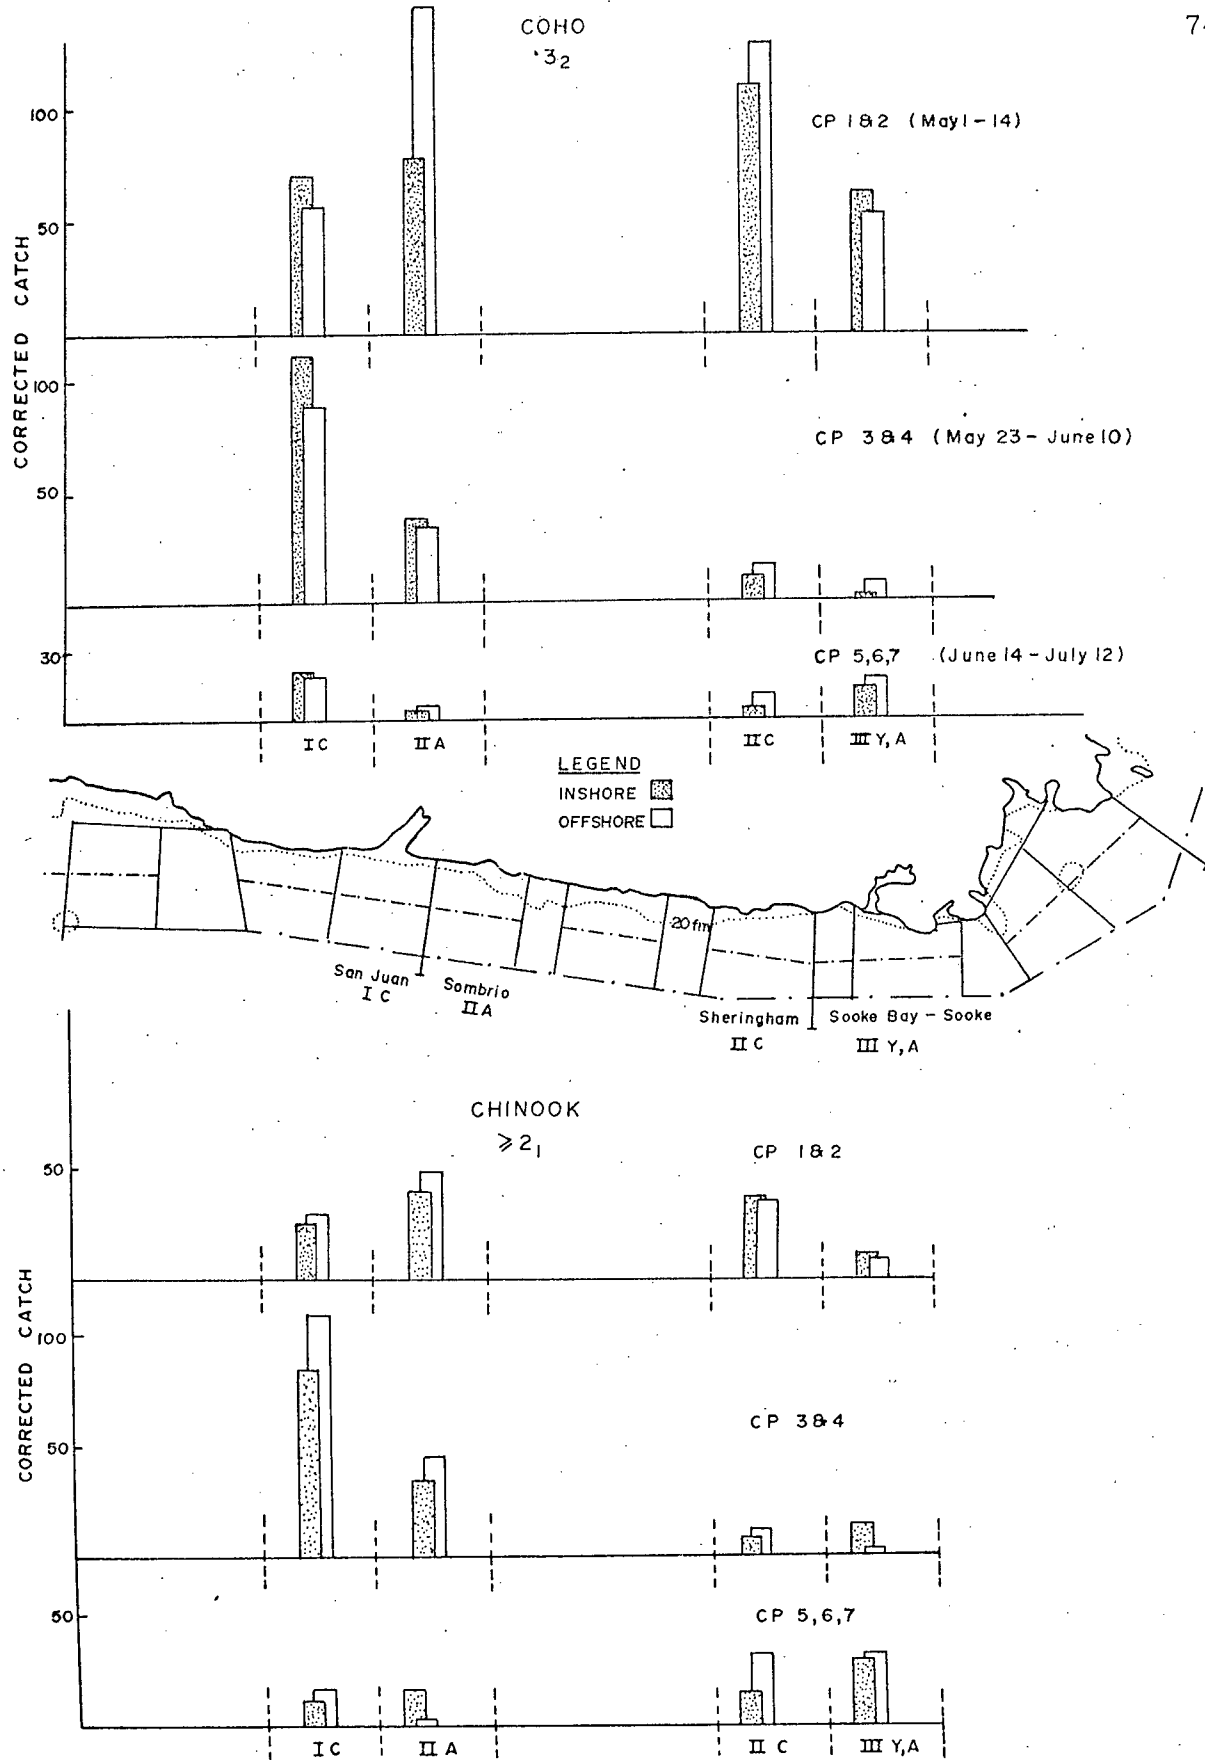 74
COHO
3₂
CORRECTED CATCH
100
50
CP 1&2 (May 1-14)
100
50
CP 3&4 (May 23-June 10)
30
CP 5,6,7 (June 14-July 12)
I C
II A
II C
III Y,A
LEGEND
INSHORE
OFFSHORE
20 fm
San Juan
I C
Sombrio
II A
Sheringham
II C
Sooke Bay - Sooke
III Y,A
CHINOOK
≥2₁
CORRECTED CATCH
50
CP 1&2
100
50
CP 3&4
50
CP 5,6,7
I C
II A
II C
III Y,A